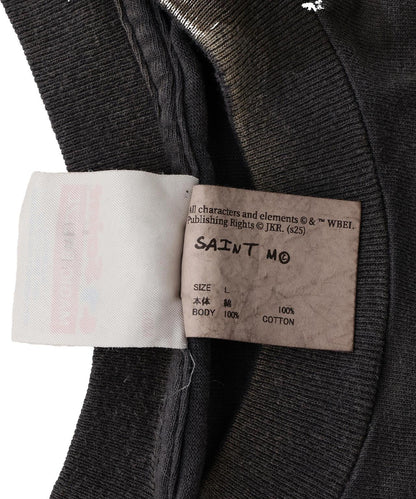 All characters and elements © & ™ WBEI.
Publishing Rights © JKR. (s25)
SAINT M©
SIZE L
本体 綿 100%
BODY 100% COTTON